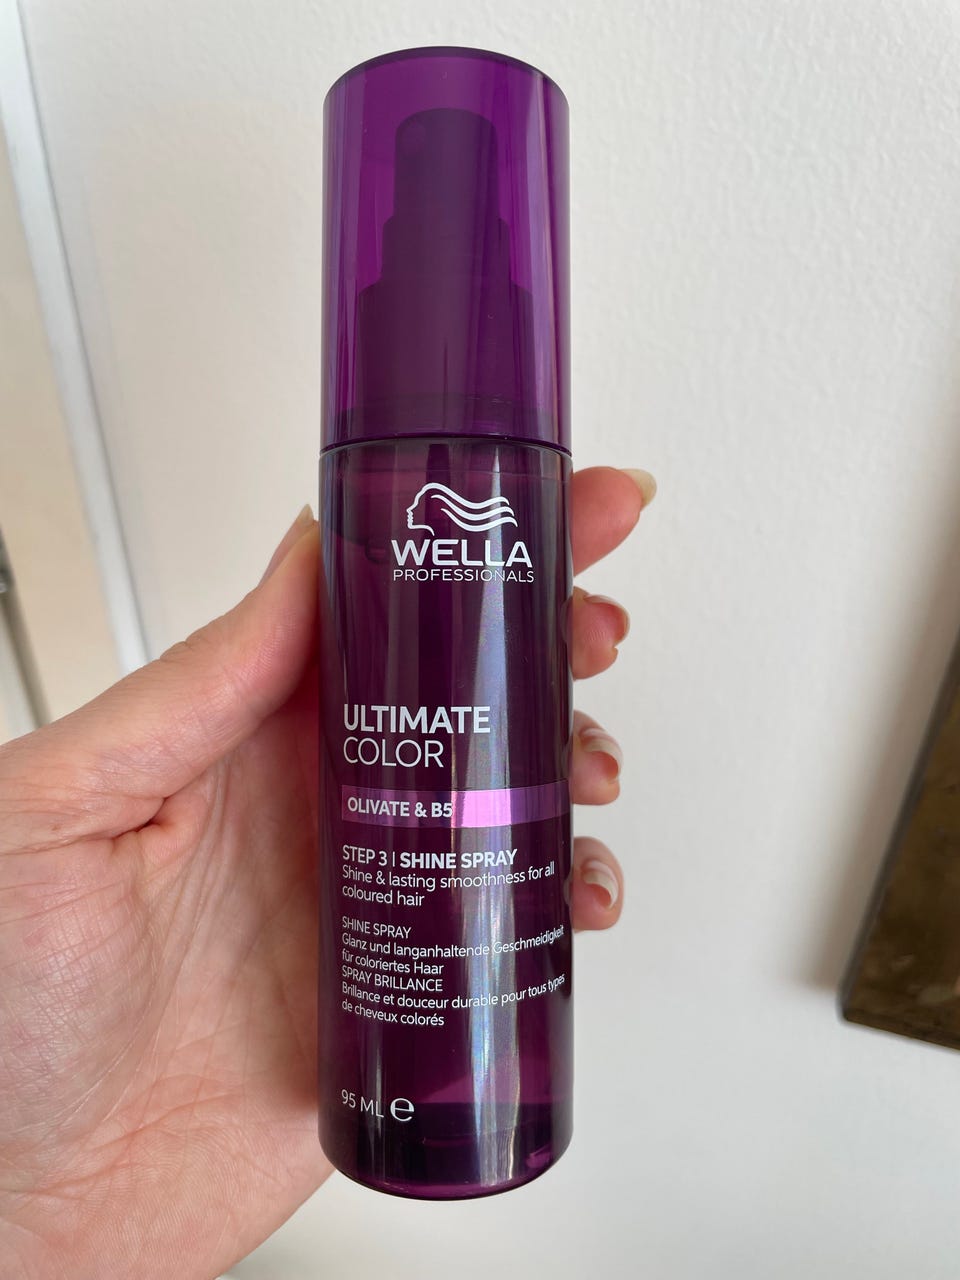 WELLA
PROFESSIONALS
ULTIMATE
COLOR
OLIVATE & B5
STEP 3 | SHINE SPRAY
Shine & lasting smoothness for all
coloured hair
SHINE SPRAY
Glanz und langanhaltende Geschmeidigkeit
für coloriertes Haar
SPRAY BRILLANCE
Brillance et douceur durable pour tous types
de cheveux colorés
95 ML ℮